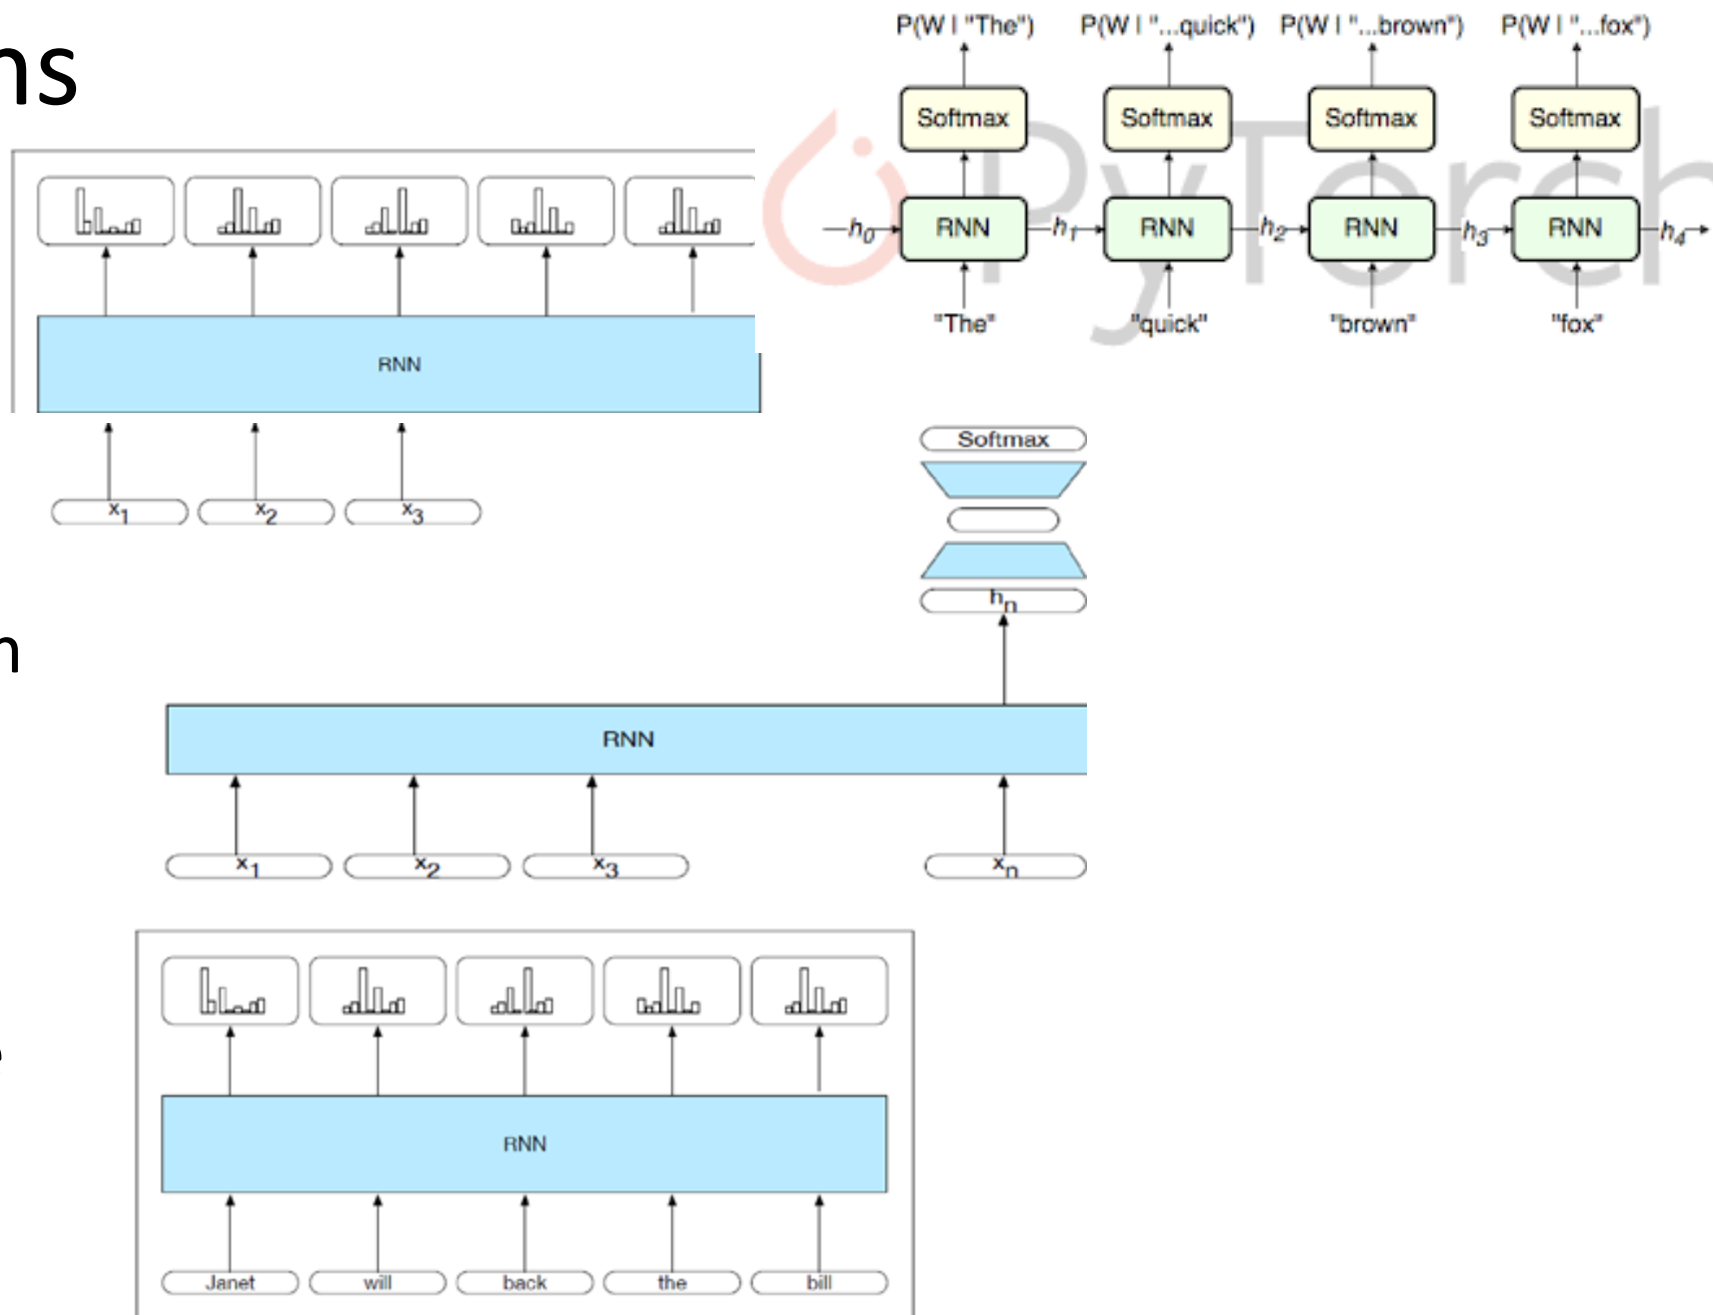 ns
P(W | "The") P(W | "...quick") P(W | "...brown") P(W | "...fox")
Softmax Softmax Softmax Softmax
PyTorch
h0 RNN h1 RNN h2 RNN h3 RNN h4
"The" "quick" "brown" "fox"
RNN
x1 x2 x3
Softmax
hn
n
RNN
x1 x2 x3 xn
RNN
Janet will back the bill